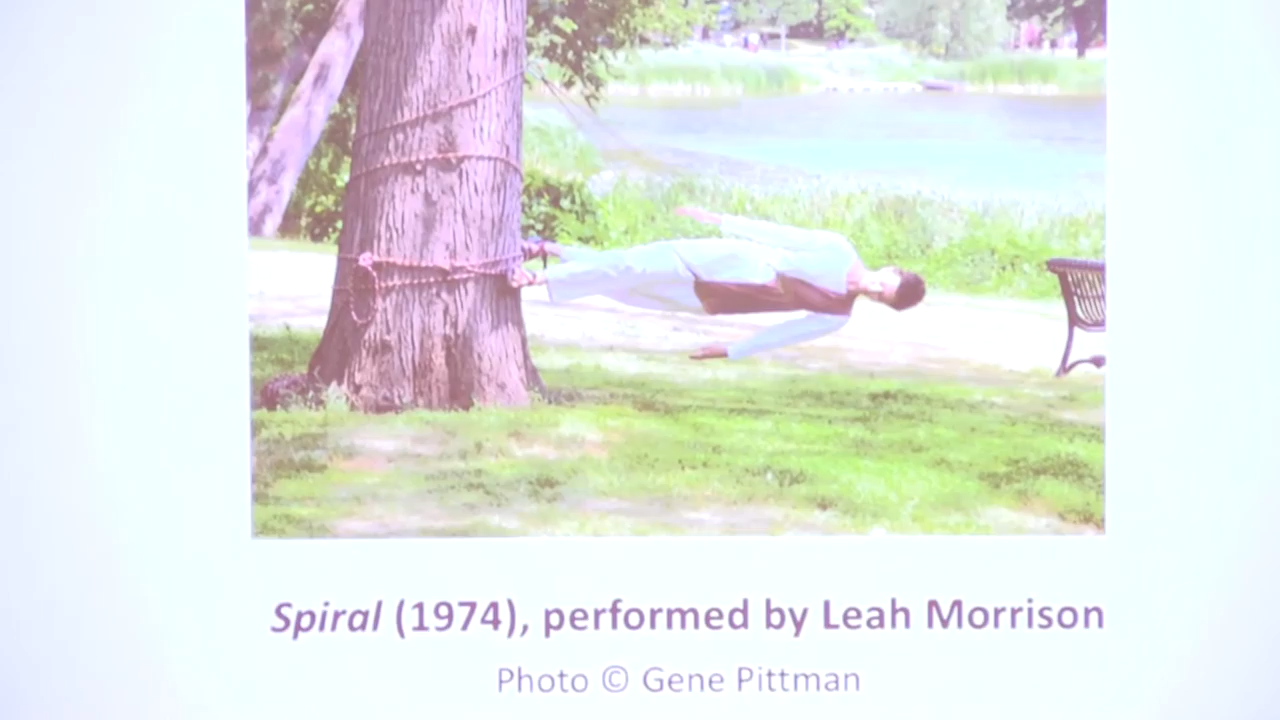 Spiral (1974), performed by Leah Morrison
Photo © Gene Pittman